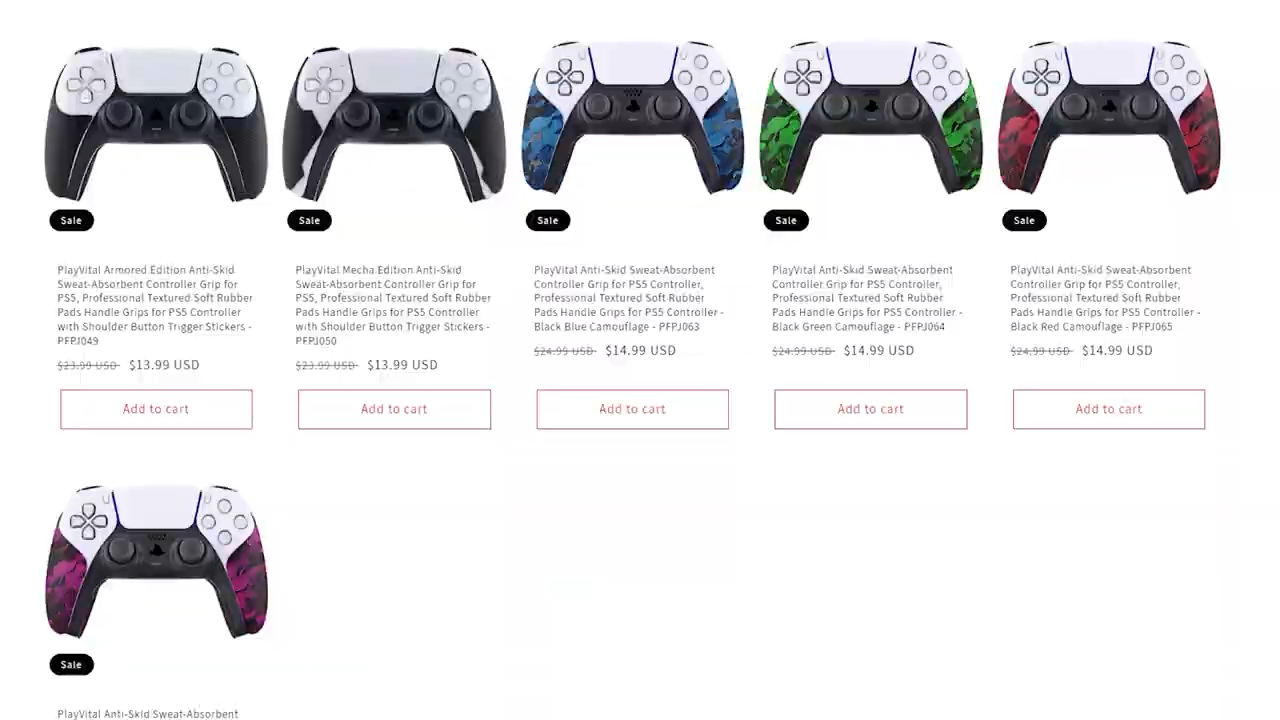 Sale
Sale
Sale
Sale
Sale
PlayVital Armored Edition Anti-Skid
Sweat-Absorbent Controller Grip for
PS5, Professional Textured Soft Rubber
Pads Handle Grips for PS5 Controller
with Shoulder Button Trigger Stickers -
PFPJ049
$23.99 USD $13.99 USD
Add to cart
PlayVital Mecha Edition Anti-Skid
Sweat-Absorbent Controller Grip for
PS5, Professional Textured Soft Rubber
Pads Handle Grips for PS5 Controller
with Shoulder Button Trigger Stickers -
PFPJ050
$23.99 USD $13.99 USD
Add to cart
PlayVital Anti-Skid Sweat-Absorbent
Controller Grip for PS5 Controller,
Professional Textured Soft Rubber
Pads Handle Grips for PS5 Controller -
Black Blue Camouflage - PFPJ063
$24.99 USD $14.99 USD
Add to cart
PlayVital Anti-Skid Sweat-Absorbent
Controller Grip for PS5 Controller,
Professional Textured Soft Rubber
Pads Handle Grips for PS5 Controller -
Black Green Camouflage - PFPJ064
$24.99 USD $14.99 USD
Add to cart
PlayVital Anti-Skid Sweat-Absorbent
Controller Grip for PS5 Controller,
Professional Textured Soft Rubber
Pads Handle Grips for PS5 Controller -
Black Red Camouflage - PFPJ065
$24.99 USD $14.99 USD
Add to cart
Sale
PlayVital Anti-Skid Sweat-Absorbent